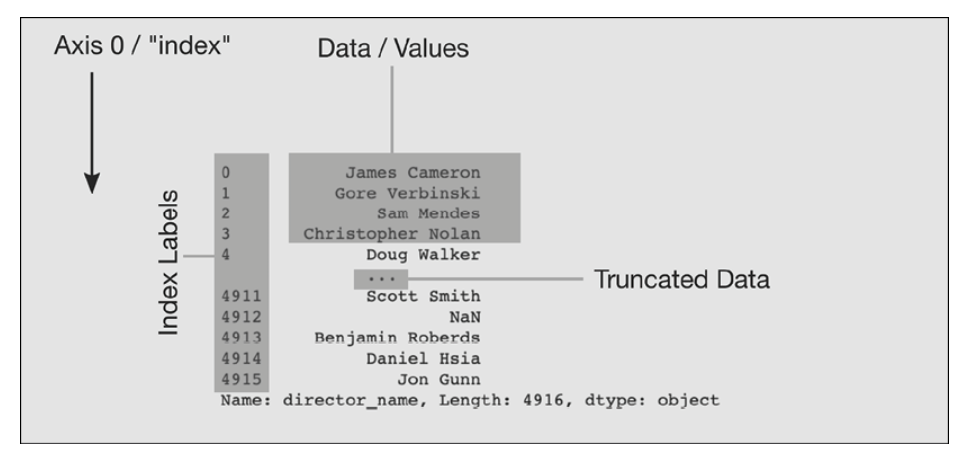 Axis 0 / "index"
Data / Values
0 James Cameron
1 Gore Verbinski
2 Sam Mendes
3 Christopher Nolan
4 Doug Walker
...
Truncated Data
Index Labels
4911 Scott Smith
4912 NaN
4913 Benjamin Roberds
4914 Daniel Hsia
4915 Jon Gunn
Name: director_name, Length: 4916, dtype: object